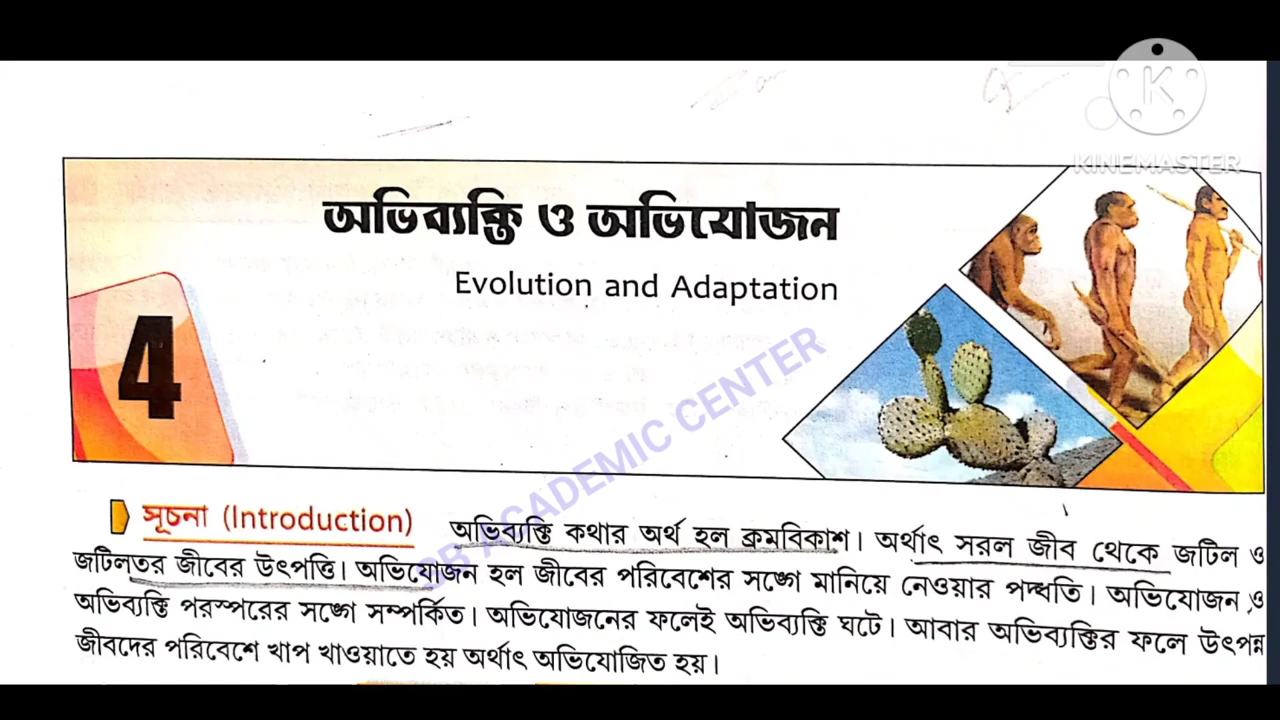 KINEMASTER
অভিব্যক্তি ও অভিযোজন
Evolution and Adaptation
4
SB ACADEMIC CENTER
সূচনা (Introduction) অভিব্যক্তি কথার অর্থ হল ক্রমবিকাশ। অর্থাৎ সরল জীব থেকে জটিল ও
জটিলতর জীবের উৎপত্তি। অভিযোজন হল জীবের পরিবেশের সঙ্গে মানিয়ে নেওয়ার পদ্ধতি। অভিযোজন ও
অভিব্যক্তি পরস্পরের সঙ্গে সম্পর্কিত। অভিযোজনের ফলেই অভিব্যক্তি ঘটে। আবার অভিব্যক্তির ফলে উৎপন্ন
জীবদের পরিবেশে খাপ খাওয়াতে হয় অর্থাৎ অভিযোজিত হয়।